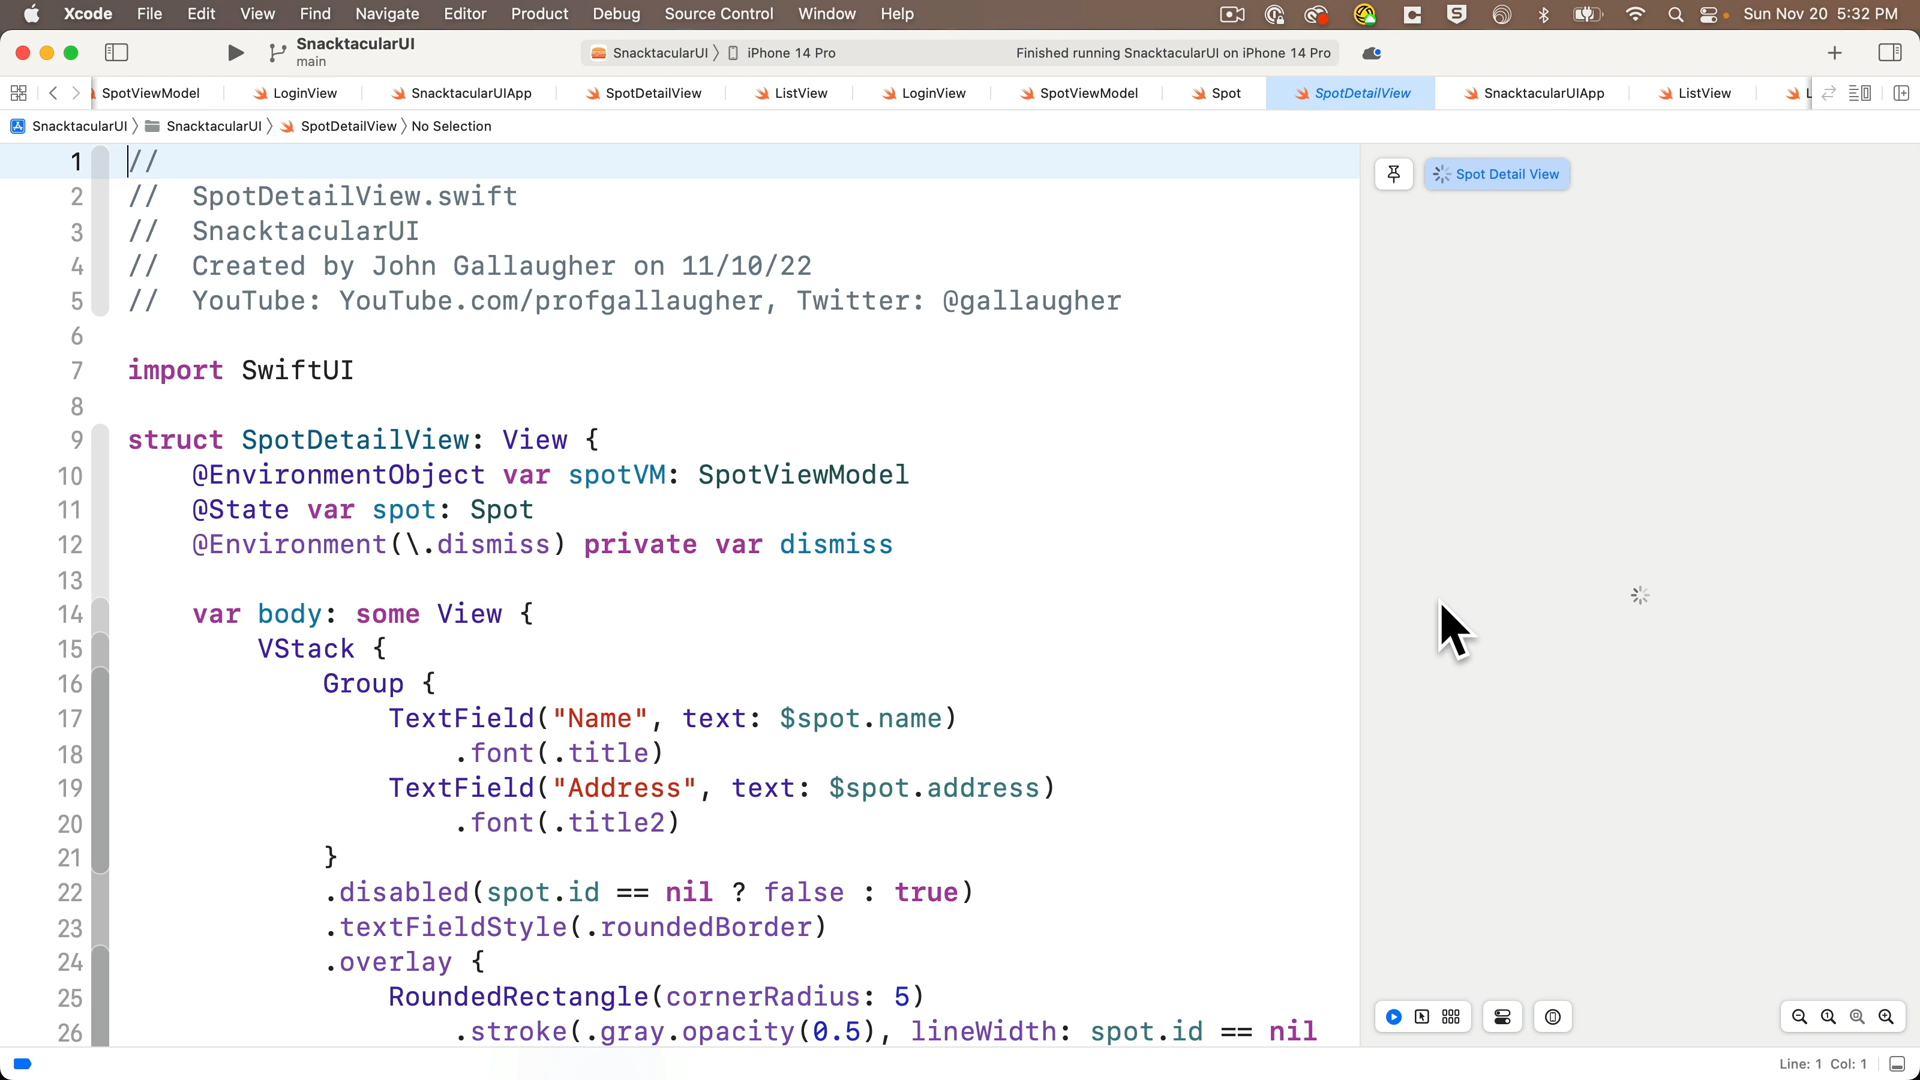 Xcode File Edit View Find Navigate Editor Product Debug Source Control Window Help Sun Nov 20 5:32 PM
SnacktacularUI
main
SnacktacularUI 〉 iPhone 14 Pro Finished running SnacktacularUI on iPhone 14 Pro
SpotViewModel LoginView SnacktacularUIApp SpotDetailView ListView LoginView SpotViewModel Spot SpotDetailView SnacktacularUIApp ListView L
SnacktacularUI 〉 SnacktacularUI 〉 SpotDetailView 〉 No Selection
Spot Detail View
1 //
2 //  SpotDetailView.swift
3 //  SnacktacularUI
4 //  Created by John Gallaugher on 11/10/22
5 //  YouTube: YouTube.com/profgallaugher, Twitter: @gallaugher
6
7 import SwiftUI
8
9 struct SpotDetailView: View {
10     @EnvironmentObject var spotVM: SpotViewModel
11     @State var spot: Spot
12     @Environment(\.dismiss) private var dismiss
13
14     var body: some View {
15         VStack {
16             Group {
17                 TextField("Name", text: $spot.name)
18                     .font(.title)
19                 TextField("Address", text: $spot.address)
20                     .font(.title2)
21             }
22             .disabled(spot.id == nil ? false : true)
23             .textFieldStyle(.roundedBorder)
24             .overlay {
25                 RoundedRectangle(cornerRadius: 5)
26                     .stroke(.gray.opacity(0.5), lineWidth: spot.id == nil
Line: 1 Col: 1